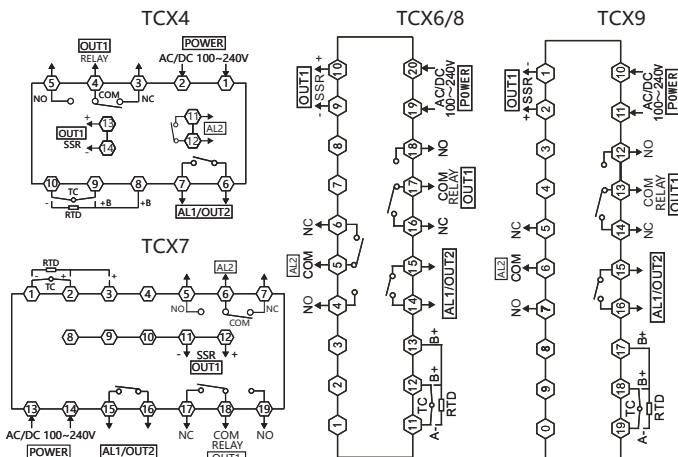 TCX4
OUT1
RELAY
POWER
AC/DC 100~240V
5
4
3
2
1
NO
COM
NC
+
13
OUT1
SSR
-
14
11
12
AL2
10
9
8
7
6
TC
-
RTD
+B
+B
AL1/OUT2
TCX7
RTD
-
+
+
TC
1
2
3
4
5
6
7
AL2
NO
COM
NC
8
9
10
11
12
-
SSR
+
OUT1
13
14
15
16
17
18
19
AC/DC 100~240V
POWER
AL1/OUT2
NC
COM
RELAY
OUT1
NO
TCX6/8
OUT1
SSR
+
-
10
9
8
7
6
5
4
3
2
1
NC
AL2
COM
NO
20
19
18
17
16
15
14
13
12
11
AC/DC
100~240V
POWER
NO
COM
RELAY
OUT1
NC
AL1/OUT2
B+
B+
A-
TC
RTD
TCX9
OUT1
SSR
-
+
1
2
3
4
5
6
7
8
9
0
NC
AL2
COM
NO
10
11
12
13
14
15
16
17
18
19
AC/DC
100~240V
POWER
NO
COM
RELAY
OUT1
NC
AL1/OUT2
B+
B+
A-
TC
RTD